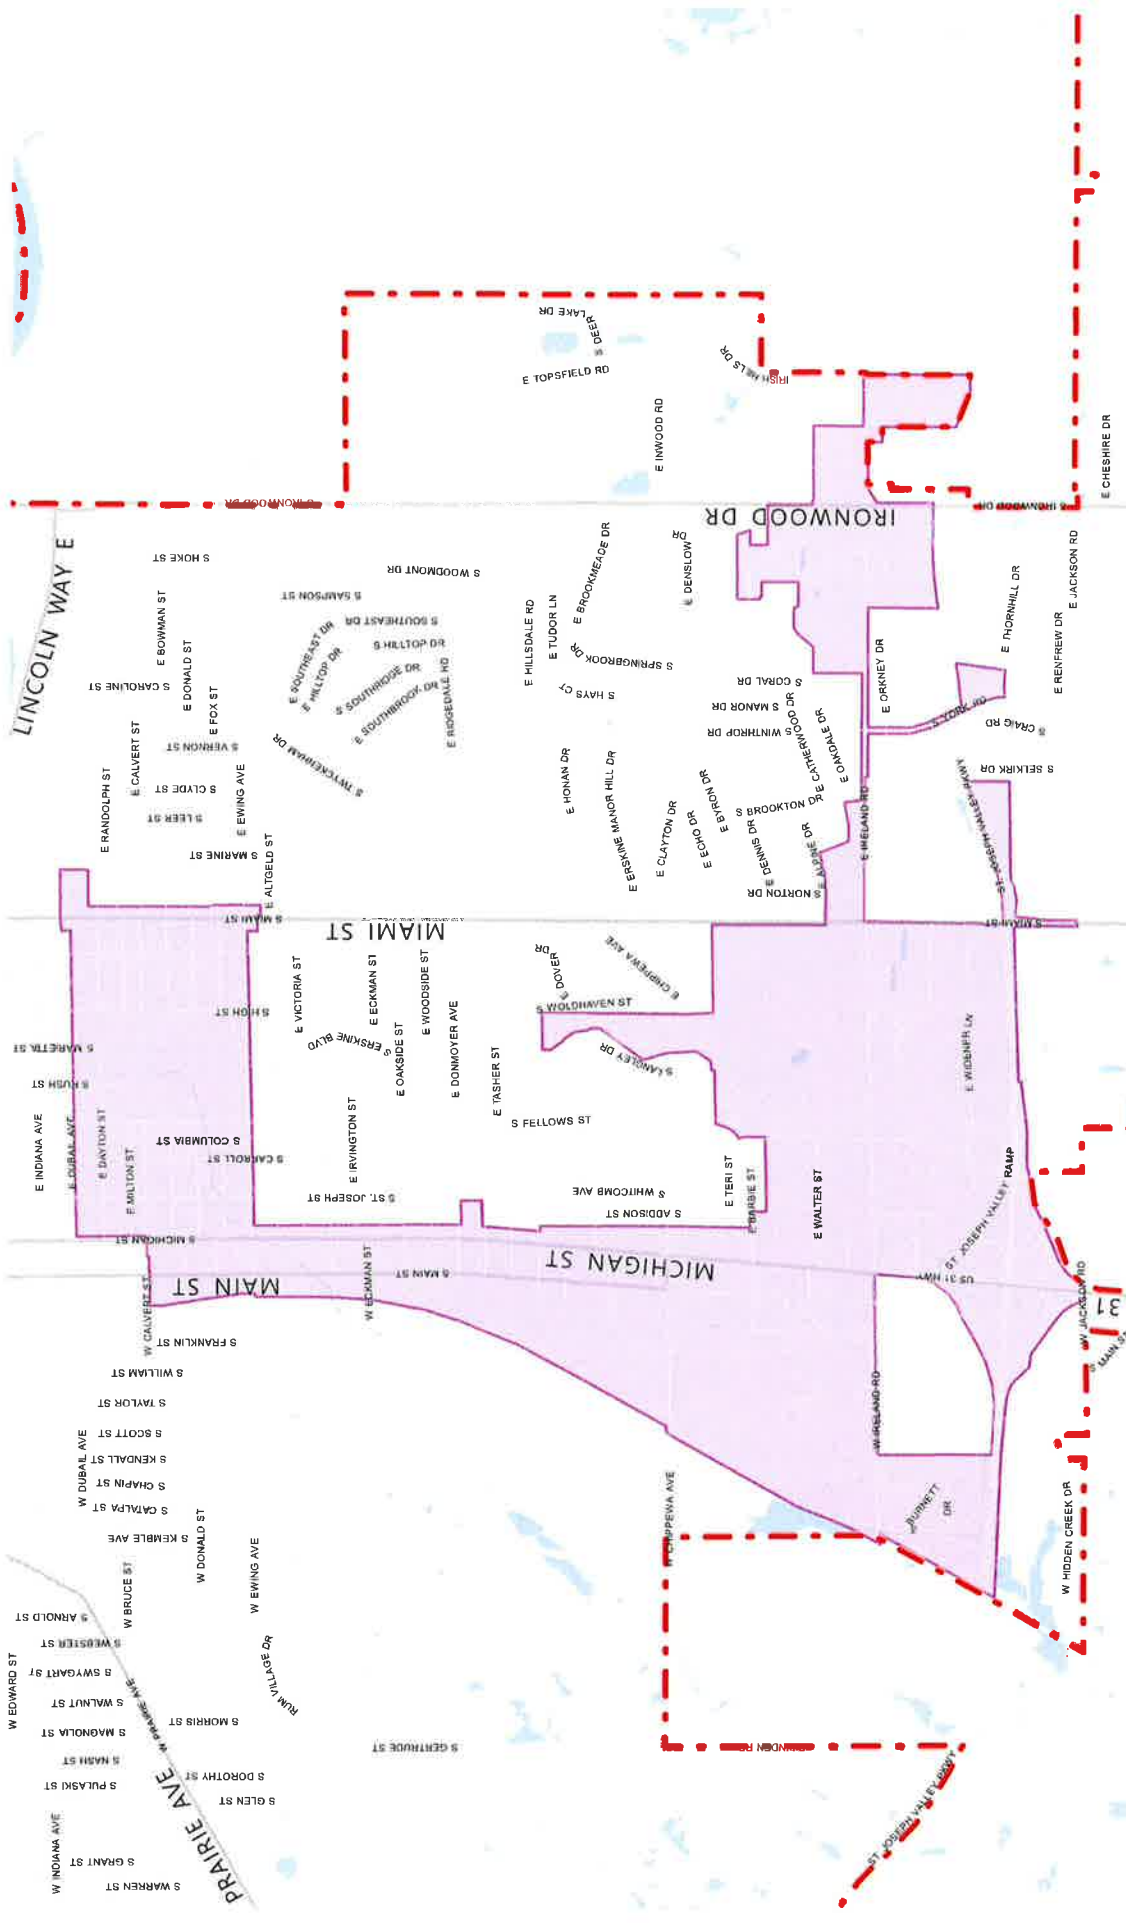 LAKE DR
S DEER
E TOPSFIELD RD
IRISH HILLS DR
E INWOOD RD
E CHESHIRE DR
S IRONWOOD DR
IRONWOOD DR
S IRONWOOD DR
LINCOLN WAY E
S HOKE ST
S WOODMONT DR
S SAMPSON ST
S SOUTHEAST DR
S HILLTOP RD
E SOUTHEAST DR
E HILLTOP DR
S SOUTHRIDGE DR
E SOUTHBROOK DR
E RIDGEDALE RD
E BOWMAN ST
E DONALD ST
E FOX ST
S CAROLINE ST
S VERNON ST
E CALVERT ST
S CLYDE ST
S LEER ST
E EWING AVE
E RANDOLPH ST
S MARINE ST
E ALTGELD ST
S TWYCKENHAM DR
E HILLSDALE RD
E TUDOR LN
E BROOKMEADE DR
E DENSLOW
DR
S SPRINGBROOK DR
S HAYS CT
S CORAL DR
S MANOR DR
S WINTHROP DR
E CATHERWOOD DR
E OAKDALE DR
E ORKNEY DR
E THORNHILL DR
E JACKSON RD
E RENFREW DR
S YORK RD
S CRAIG RD
S SELKIRK DR
E HONAN DR
E ERSKINE MANOR HILL DR
E CLAYTON DR
E ECHO DR
E BYRON DR
S BROOKTON DR
E DENNIS DR
S NORTON DR
E ALPINE DR
E IRELAND RD
ST JOSEPH VALLEY PKWY
S MIAMI ST
MIAMI ST
S MIAMI ST
S HIGH ST
E VICTORIA ST
E ECKMAN ST
E WOODSIDE ST
S ERSKINE BLVD
E OAKSIDE ST
E DONMOYER AVE
E DOVER
DR
E CHIPPEWA AVE
S WOLDHAVEN ST
S LANGLEY DR
E TASHER ST
S FELLOWS ST
E WIDENER LN
S MARIETTA ST
S RUSH ST
E INDIANA AVE
E DUBAIL AVE
E DAYTON ST
E MILTON ST
S COLUMBIA ST
S CARROLL ST
E IRVINGTON ST
S ST. JOSEPH ST
S WHITCOMB AVE
S ADDISON ST
E TERI ST
E BARBIE ST
E WALTER ST
ST JOSEPH VALLEY RAMP
S MICHIGAN ST
MICHIGAN ST
MAIN ST
S MAIN ST
W ECKMAN ST
W CALVERT ST
US 31 HWY
W JACKSON RD
31
S MAIN ST
S FRANKLIN ST
S WILLIAM ST
S TAYLOR ST
S SCOTT ST
S KENDALL ST
S CHAPIN ST
S CATALPA ST
S KEMBLE AVE
W DUBAIL AVE
W DONALD ST
W EWING AVE
W BRUCE ST
W IRELAND RD
W CHIPPEWA AVE
BURNETT
DR
W HIDDEN CREEK DR
S ARNOLD ST
S WEBSTER ST
S SWYGART ST
S WALNUT ST
S MAGNOLIA ST
S NASH ST
S PULASKI ST
W EDWARD ST
W PRAIRIE AVE
RUM VILLAGE DR
S MORRIS ST
S GERTRUDE ST
S DOROTHY ST
S GLEN ST
PRAIRIE AVE
W INDIANA AVE
S GRANT ST
S WARREN ST
ST JOSEPH VALLEY PKWY